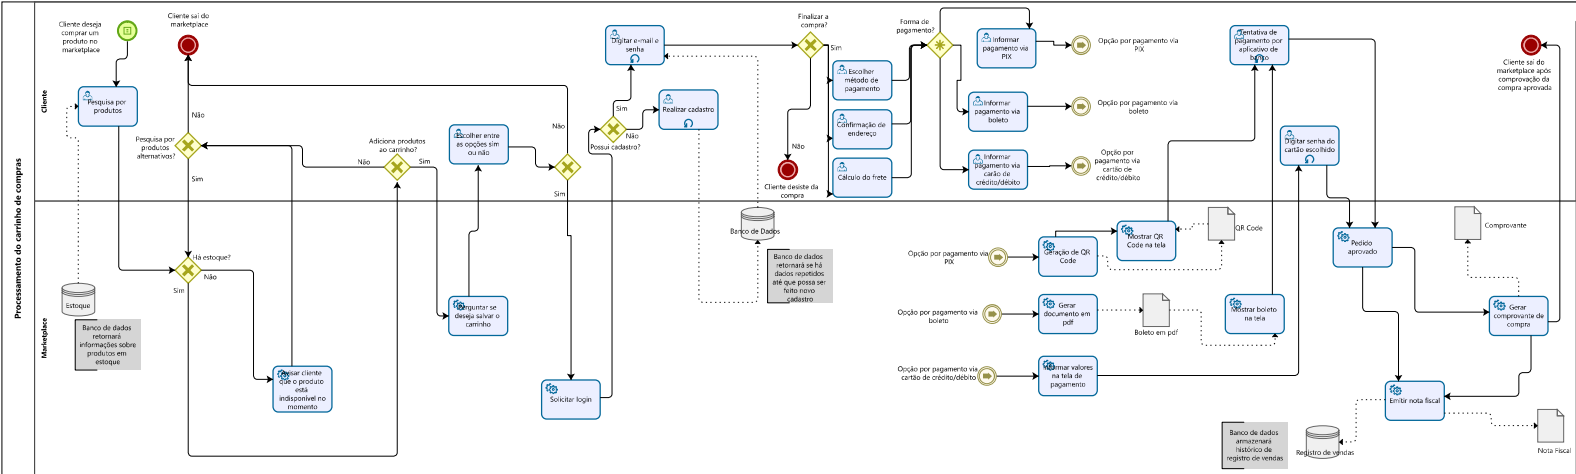 Processamento do carrinho de compras
Cliente
Marketplace
Cliente deseja
comprar um
produto no
marketplace
Cliente sai do
marketplace
Pesquisa por
produtos
Não
Pesquisa por
produtos
alternativos?
Sim
Há estoque?
Não
Sim
Estoque
Banco de dados
retornará
informações sobre
produtos em
estoque
Avisar cliente
que o produto
está
indisponível no
momento
Adiciona produtos
ao carrinho?
Não
Sim
Escolher entre
as opções sim
ou não
Perguntar se
deseja salvar o
carrinho
Não
Sim
Solicitar login
Digitar e-mail e
senha
Sim
Não
Possui cadastro?
Realizar cadastro
Banco de Dados
Banco de dados
retornará se há
dados repetidos
até que possa ser
feito novo
cadastro
Finalizar a
compra?
Sim
Não
Cliente desiste da
compra
Escolher
método de
pagamento
Confirmação de
endereço
Cálculo do frete
Forma de
pagamento?
Informar
pagamento via
PIX
Opção por pagamento via
PIX
Informar
pagamento via
boleto
Opção por pagamento via
boleto
Informar
pagamento via
carão de
crédito/débito
Opção por
pagamento via
cartão de
crédito/débito
Opção por pagamento via
PIX
Geração de QR
Code
Mostrar QR
Code na tela
QR Code
Opção por pagamento via
boleto
Gerar
documento em
pdf
Boleto em pdf
Mostrar boleto
na tela
Opção por pagamento via
cartão de crédito/débito
Informar valores
na tela de
pagamento
Tentativa de
pagamento por
aplicativo de
banco
Digitar senha do
cartão escolhido
Pedido
aprovado
Comprovante
Gerar
comprovante de
compra
Emitir nota fiscal
Nota Fiscal
Registro de vendas
Banco de dados
armazenará
histórico de
registro de vendas
Cliente sai do
marketplace após
comprovação da
compra aprovada